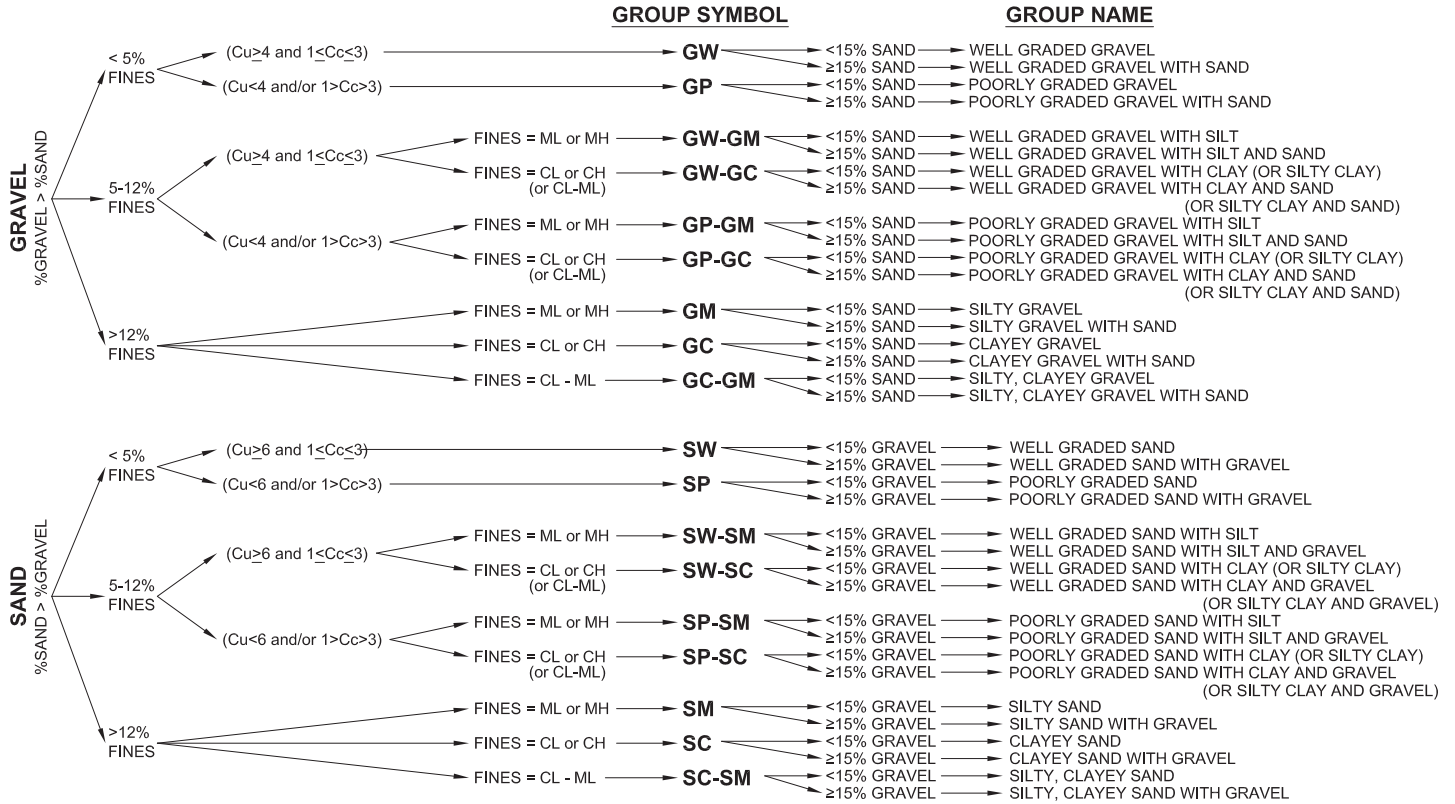 GROUP SYMBOL GROUP NAME
GRAVEL
%GRAVEL > %SAND
< 5%
FINES
(Cu≥4 and 1≤Cc≤3) GW <15% SAND WELL GRADED GRAVEL
≥15% SAND WELL GRADED GRAVEL WITH SAND
(Cu<4 and/or 1>Cc>3) GP <15% SAND POORLY GRADED GRAVEL
≥15% SAND POORLY GRADED GRAVEL WITH SAND
5-12%
FINES
(Cu≥4 and 1≤Cc≤3)
FINES = ML or MH GW-GM <15% SAND WELL GRADED GRAVEL WITH SILT
≥15% SAND WELL GRADED GRAVEL WITH SILT AND SAND
FINES = CL or CH GW-GC <15% SAND WELL GRADED GRAVEL WITH CLAY (OR SILTY CLAY)
(or CL-ML) ≥15% SAND WELL GRADED GRAVEL WITH CLAY AND SAND
(OR SILTY CLAY AND SAND)
(Cu<4 and/or 1>Cc>3)
FINES = ML or MH GP-GM <15% SAND POORLY GRADED GRAVEL WITH SILT
≥15% SAND POORLY GRADED GRAVEL WITH SILT AND SAND
FINES = CL or CH GP-GC <15% SAND POORLY GRADED GRAVEL WITH CLAY (OR SILTY CLAY)
(or CL-ML) ≥15% SAND POORLY GRADED GRAVEL WITH CLAY AND SAND
(OR SILTY CLAY AND SAND)
>12%
FINES
FINES = ML or MH GM <15% SAND SILTY GRAVEL
≥15% SAND SILTY GRAVEL WITH SAND
FINES = CL or CH GC <15% SAND CLAYEY GRAVEL
≥15% SAND CLAYEY GRAVEL WITH SAND
FINES = CL - ML GC-GM <15% SAND SILTY, CLAYEY GRAVEL
≥15% SAND SILTY, CLAYEY GRAVEL WITH SAND
SAND
%SAND > %GRAVEL
< 5%
FINES
(Cu≥6 and 1≤Cc≤3) SW <15% GRAVEL WELL GRADED SAND
≥15% GRAVEL WELL GRADED SAND WITH GRAVEL
(Cu<6 and/or 1>Cc>3) SP <15% GRAVEL POORLY GRADED SAND
≥15% GRAVEL POORLY GRADED SAND WITH GRAVEL
5-12%
FINES
(Cu≥6 and 1≤Cc≤3)
FINES = ML or MH SW-SM <15% GRAVEL WELL GRADED SAND WITH SILT
≥15% GRAVEL WELL GRADED SAND WITH SILT AND GRAVEL
FINES = CL or CH SW-SC <15% GRAVEL WELL GRADED SAND WITH CLAY (OR SILTY CLAY)
(or CL-ML) ≥15% GRAVEL WELL GRADED SAND WITH CLAY AND GRAVEL
(OR SILTY CLAY AND GRAVEL)
(Cu<6 and/or 1>Cc>3)
FINES = ML or MH SP-SM <15% GRAVEL POORLY GRADED SAND WITH SILT
≥15% GRAVEL POORLY GRADED SAND WITH SILT AND GRAVEL
FINES = CL or CH SP-SC <15% GRAVEL POORLY GRADED SAND WITH CLAY (OR SILTY CLAY)
(or CL-ML) ≥15% GRAVEL POORLY GRADED SAND WITH CLAY AND GRAVEL
(OR SILTY CLAY AND GRAVEL)
>12%
FINES
FINES = ML or MH SM <15% GRAVEL SILTY SAND
≥15% GRAVEL SILTY SAND WITH GRAVEL
FINES = CL or CH SC <15% GRAVEL CLAYEY SAND
≥15% GRAVEL CLAYEY SAND WITH GRAVEL
FINES = CL - ML SC-SM <15% GRAVEL SILTY, CLAYEY SAND
≥15% GRAVEL SILTY, CLAYEY SAND WITH GRAVEL